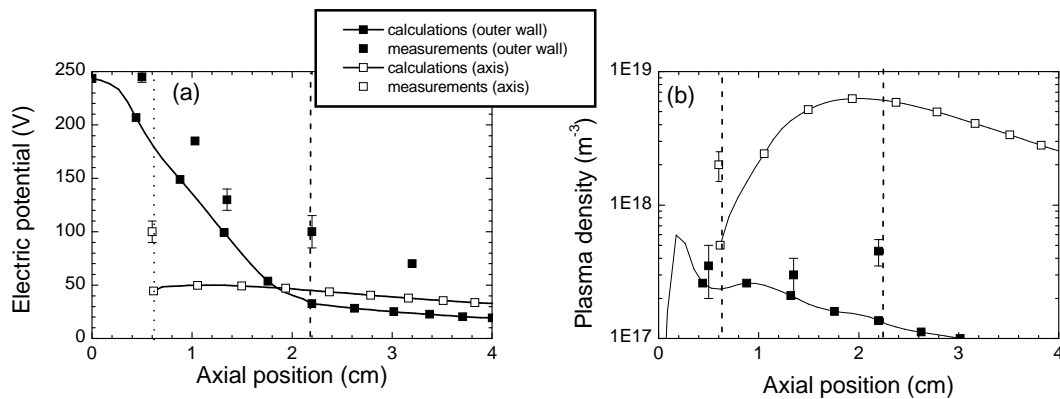 calculations (outer wall)
measurements (outer wall)
calculations (axis)
measurements (axis)
(a)
250
200
150
100
50
0
Electric potential (V)
0 1 2 3 4
Axial position (cm)
(b)
1E19
1E18
1E17
Plasma density (m-3)
0 1 2 3 4
Axial position (cm)